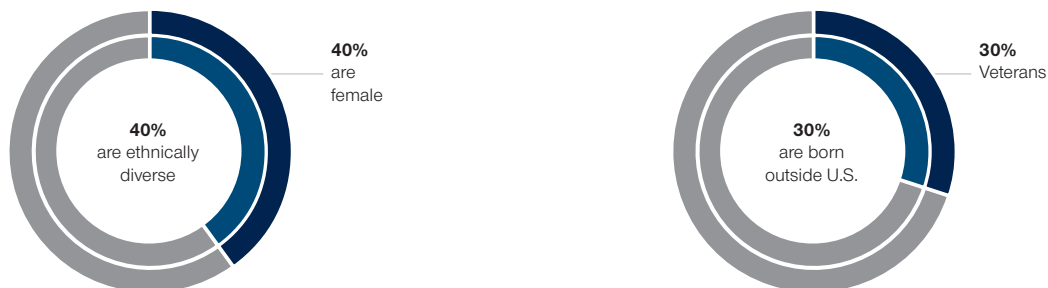 40%
are
female
40%
are ethnically
diverse
30%
Veterans
30%
are born
outside U.S.